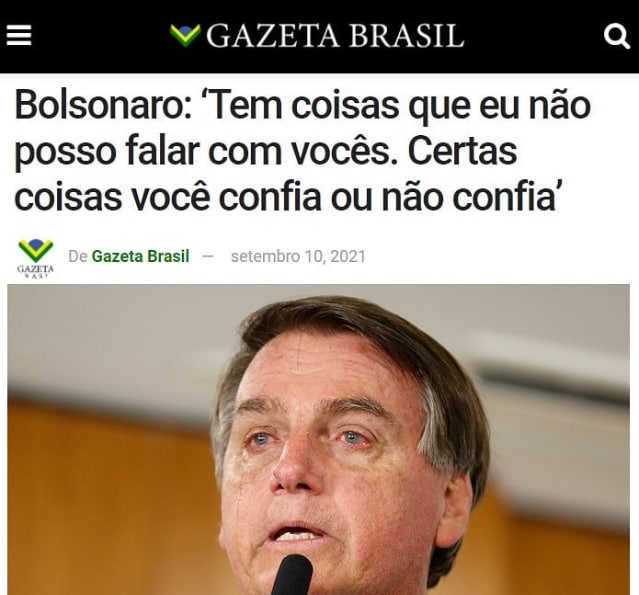 GAZETA BRASIL
Bolsonaro: ‘Tem coisas que eu não
posso falar com vocês. Certas
coisas você confia ou não confia’
GAZETA
De Gazeta Brasil — setembro 10, 2021